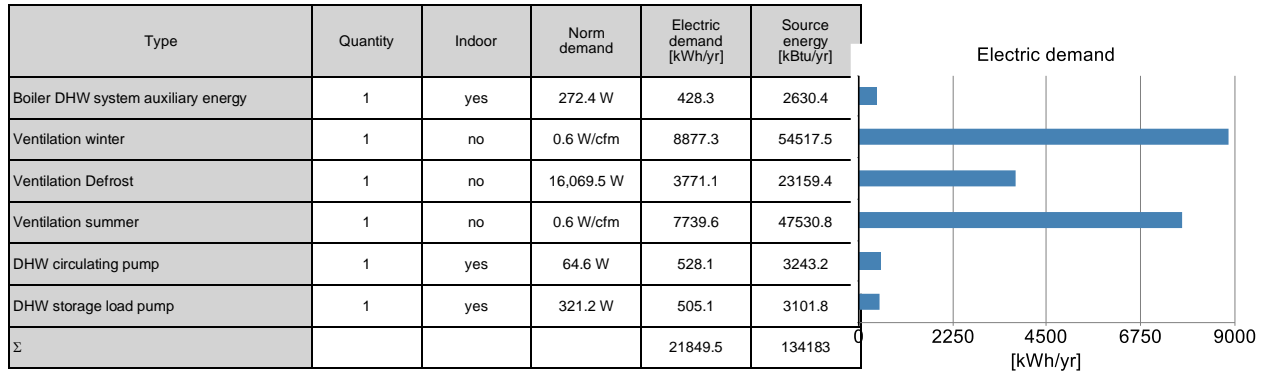 Type Quantity Indoor Norm demand Electric demand [kWh/yr] Source energy [kBtu/yr]
Boiler DHW system auxiliary energy 1 yes 272.4 W 428.3 2630.4
Ventilation winter 1 no 0.6 W/cfm 8877.3 54517.5
Ventilation Defrost 1 no 16,069.5 W 3771.1 23159.4
Ventilation summer 1 no 0.6 W/cfm 7739.6 47530.8
DHW circulating pump 1 yes 64.6 W 528.1 3243.2
DHW storage load pump 1 yes 321.2 W 505.1 3101.8
Σ 21849.5 134183
Electric demand
0 2250 4500 6750 9000
[kWh/yr]